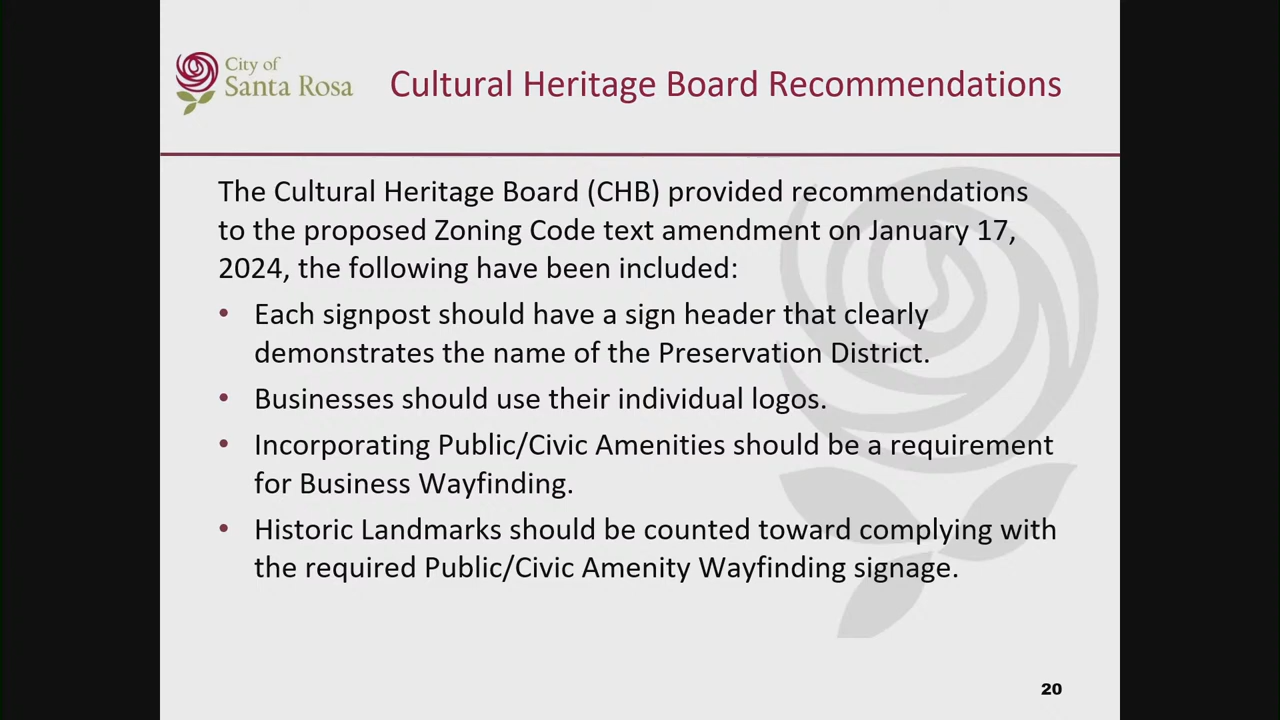 City of
Santa Rosa
Cultural Heritage Board Recommendations
The Cultural Heritage Board (CHB) provided recommendations
to the proposed Zoning Code text amendment on January 17,
2024, the following have been included:
• Each signpost should have a sign header that clearly
demonstrates the name of the Preservation District.
• Businesses should use their individual logos.
• Incorporating Public/Civic Amenities should be a requirement
for Business Wayfinding.
• Historic Landmarks should be counted toward complying with
the required Public/Civic Amenity Wayfinding signage.
20